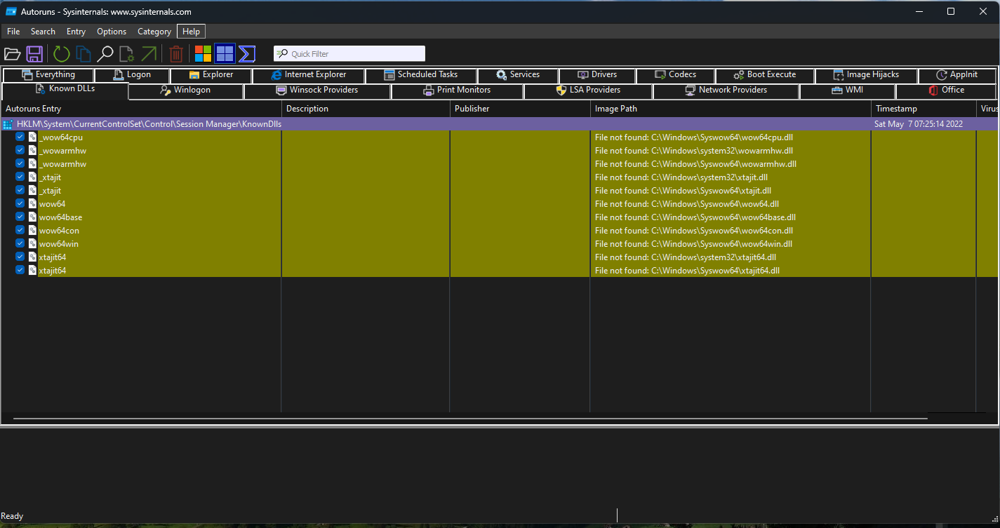 Autoruns - Sysinternals: www.sysinternals.com
File Search Entry Options Category Help
Quick Filter
Everything Logon Explorer Internet Explorer Scheduled Tasks Services Drivers Codecs Boot Execute Image Hijacks AppInit
Known DLLs Winlogon Winsock Providers Print Monitors LSA Providers Network Providers WMI Office
Autoruns Entry Description Publisher Image Path Timestamp Virus
HKLM\System\CurrentControlSet\Control\Session Manager\KnownDlls Sat May 7 07:25:14 2022
_wow64cpu File not found: C:\Windows\Syswow64\wow64cpu.dll
_wowarmhw File not found: C:\Windows\system32\wowarmhw.dll
_wowarmhw File not found: C:\Windows\Syswow64\wowarmhw.dll
_xtajit File not found: C:\Windows\system32\xtajit.dll
_xtajit File not found: C:\Windows\Syswow64\xtajit.dll
wow64 File not found: C:\Windows\Syswow64\wow64.dll
wow64base File not found: C:\Windows\Syswow64\wow64base.dll
wow64con File not found: C:\Windows\Syswow64\wow64con.dll
wow64win File not found: C:\Windows\Syswow64\wow64win.dll
xtajit64 File not found: C:\Windows\system32\xtajit64.dll
xtajit64 File not found: C:\Windows\Syswow64\xtajit64.dll
Ready